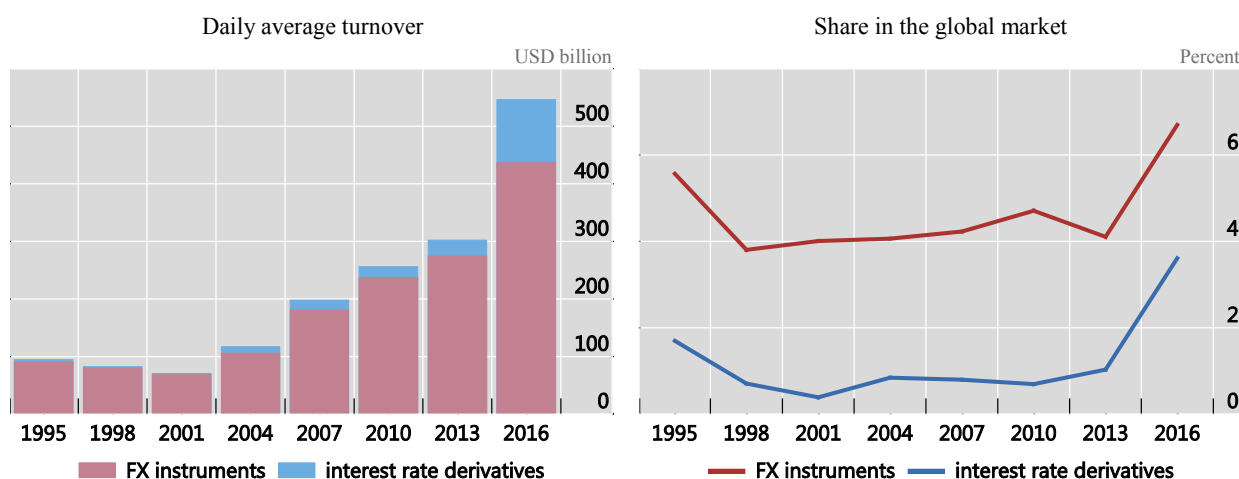 Daily average turnover
USD billion
500
400
300
200
100
0
1995 1998 2001 2004 2007 2010 2013 2016
FX instruments interest rate derivatives
Share in the global market
Percent
6
4
2
0
1995 1998 2001 2004 2007 2010 2013 2016
FX instruments interest rate derivatives